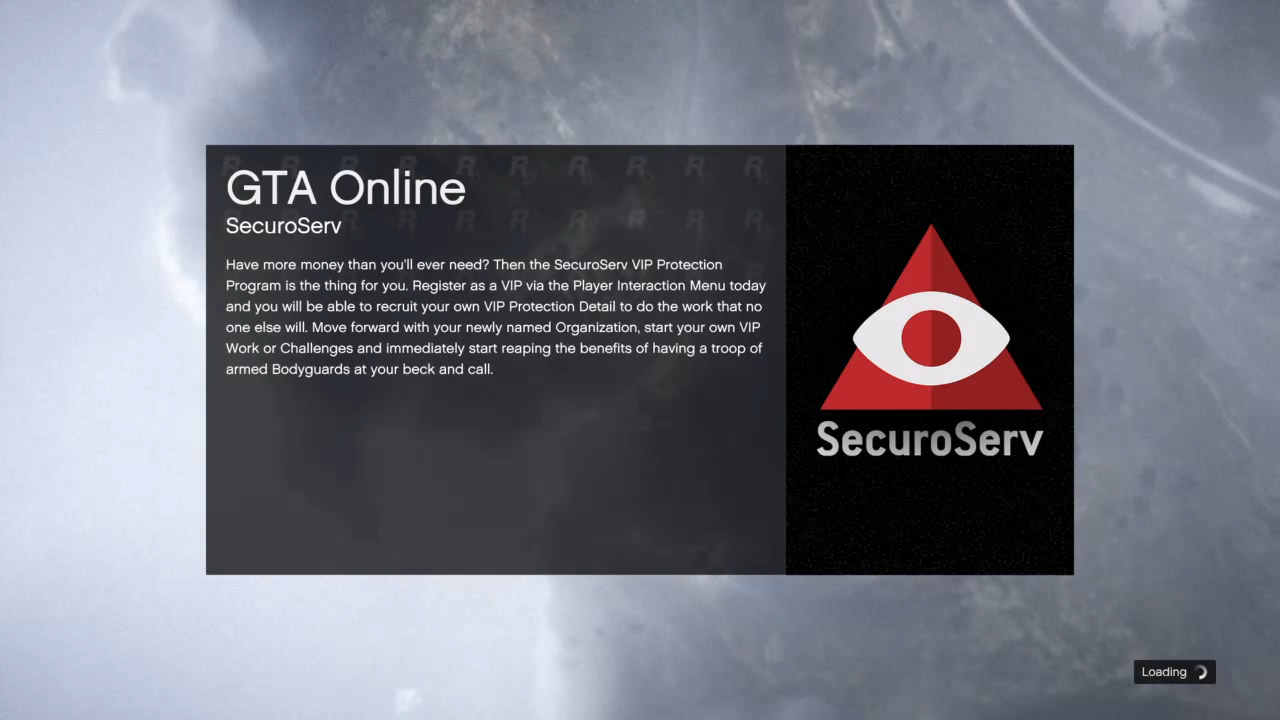 GTA Online
SecuroServ
Have more money than you'll ever need? Then the SecuroServ VIP Protection
Program is the thing for you. Register as a VIP via the Player Interaction Menu today
and you will be able to recruit your own VIP Protection Detail to do the work that no
one else will. Move forward with your newly named Organization, start your own VIP
Work or Challenges and immediately start reaping the benefits of having a troop of
armed Bodyguards at your beck and call.
SecuroServ
Loading